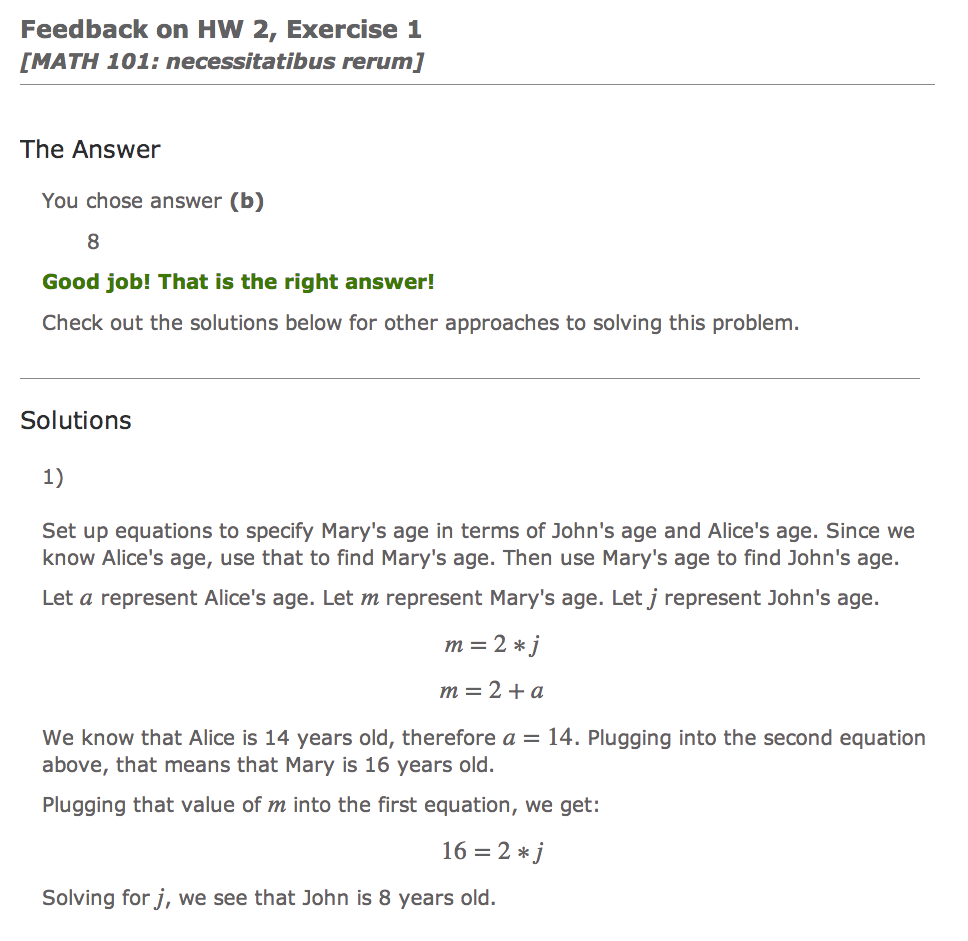 Feedback on HW 2, Exercise 1
[MATH 101: necessitatibus rerum]
The Answer
You chose answer (b)
8
Good job! That is the right answer!
Check out the solutions below for other approaches to solving this problem.
Solutions
1)
Set up equations to specify Mary's age in terms of John's age and Alice's age. Since we
know Alice's age, use that to find Mary's age. Then use Mary's age to find John's age.
Let a represent Alice's age. Let m represent Mary's age. Let j represent John's age.
m = 2 * j
m = 2 + a
We know that Alice is 14 years old, therefore a = 14. Plugging into the second equation
above, that means that Mary is 16 years old.
Plugging that value of m into the first equation, we get:
16 = 2 * j
Solving for j, we see that John is 8 years old.